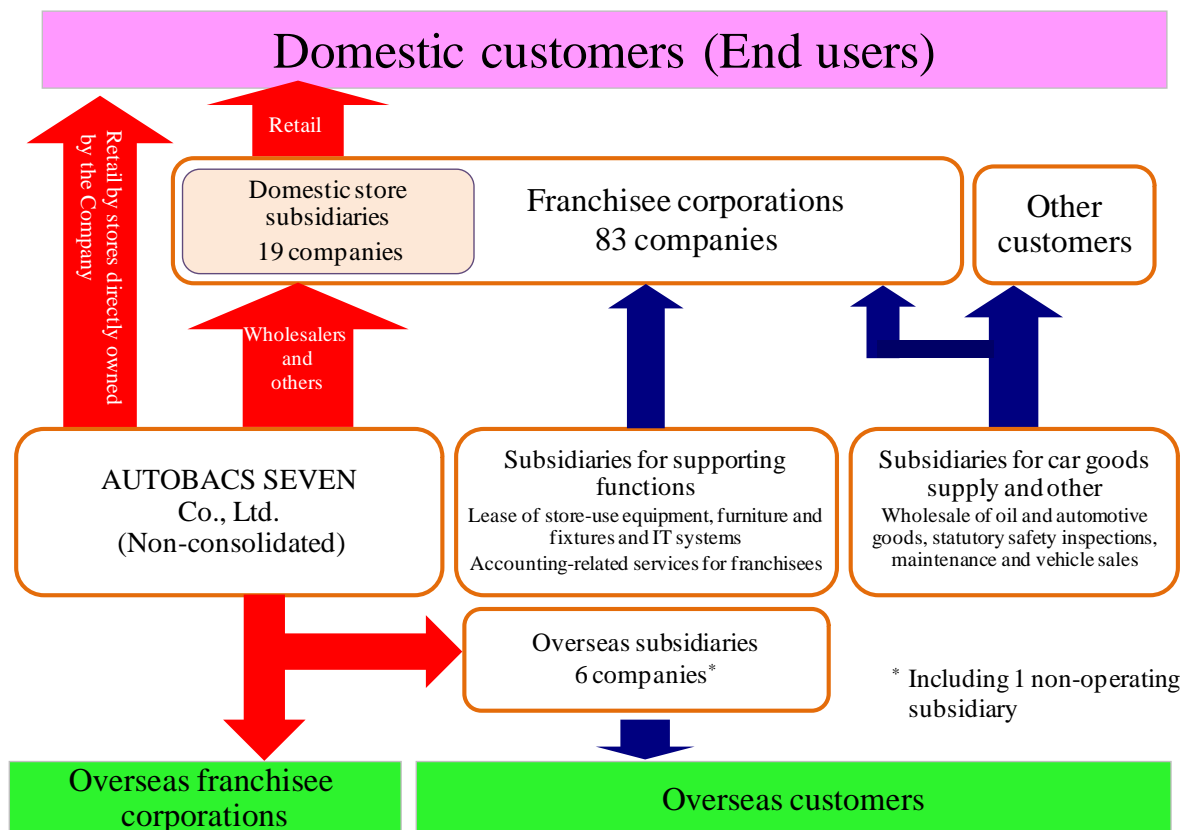 Domestic customers (End users)
Retail by stores directly owned
by the Company
Retail
Domestic store
subsidiaries
19 companies
Franchisee corporations
83 companies
Other
customers
Wholesalers
and
others
AUTOBACS SEVEN
Co., Ltd.
(Non-consolidated)
Subsidiaries for supporting
functions
Lease of store-use equipment, furniture and
fixtures and IT systems
Accounting-related services for franchisees
Subsidiaries for car goods
supply and other
Wholesale of oil and automotive
goods, statutory safety inspections,
maintenance and vehicle sales
Overseas subsidiaries
6 companies*
* Including 1 non-operating
subsidiary
Overseas franchisee
corporations
Overseas customers